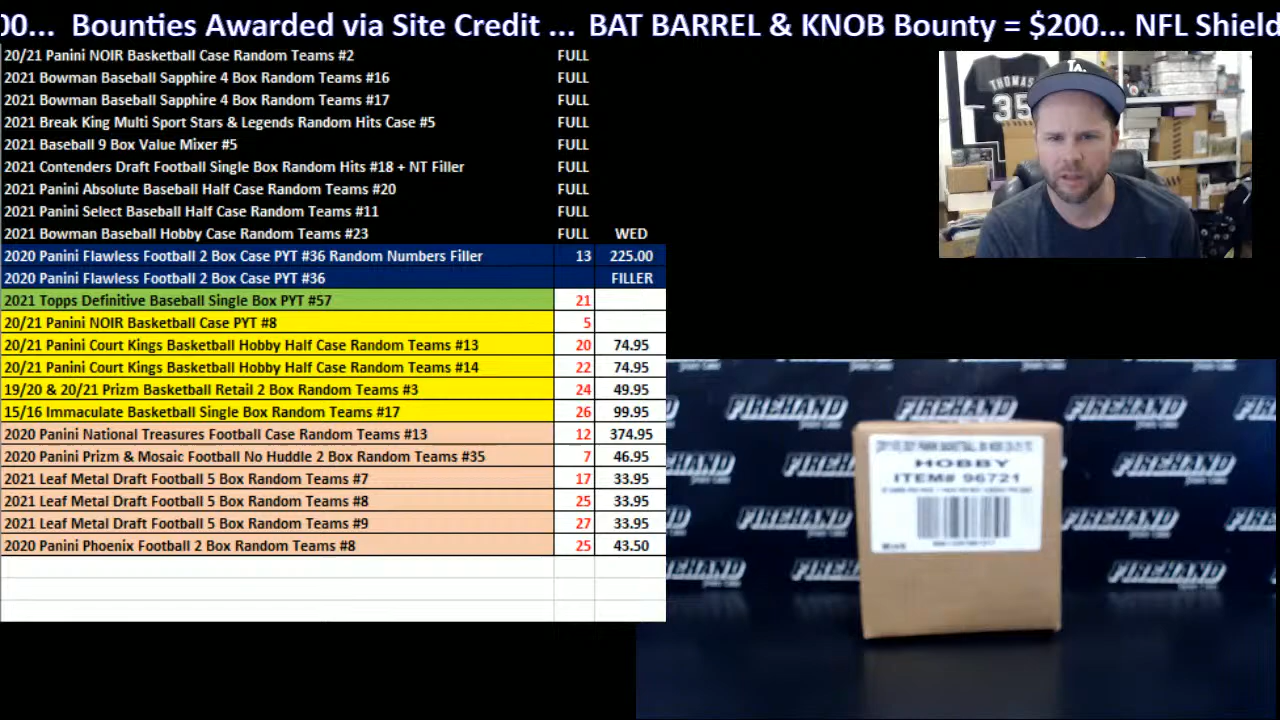 00... Bounties Awarded via Site Credit ... BAT BARREL & KNOB Bounty = $200... NFL Shield
20/21 Panini NOIR Basketball Case Random Teams #2 FULL
2021 Bowman Baseball Sapphire 4 Box Random Teams #16 FULL
2021 Bowman Baseball Sapphire 4 Box Random Teams #17 FULL
2021 Break King Multi Sport Stars & Legends Random Hits Case #5 FULL
2021 Baseball 9 Box Value Mixer #5 FULL
2021 Contenders Draft Football Single Box Random Hits #18 + NT Filler FULL
2021 Panini Absolute Baseball Half Case Random Teams #20 FULL
2021 Panini Select Baseball Half Case Random Teams #11 FULL
2021 Bowman Baseball Hobby Case Random Teams #23 FULL WED
2020 Panini Flawless Football 2 Box Case PYT #36 Random Numbers Filler 13 225.00
2020 Panini Flawless Football 2 Box Case PYT #36 FILLER
2021 Topps Definitive Baseball Single Box PYT #57 21
20/21 Panini NOIR Basketball Case PYT #8 5
20/21 Panini Court Kings Basketball Hobby Half Case Random Teams #13 20 74.95
20/21 Panini Court Kings Basketball Hobby Half Case Random Teams #14 22 74.95
19/20 & 20/21 Prizm Basketball Retail 2 Box Random Teams #3 24 49.95
15/16 Immaculate Basketball Single Box Random Teams #17 26 99.95
2020 Panini National Treasures Football Case Random Teams #13 12 374.95
2020 Panini Prizm & Mosaic Football No Huddle 2 Box Random Teams #35 7 46.95
2021 Leaf Metal Draft Football 5 Box Random Teams #7 17 33.95
2021 Leaf Metal Draft Football 5 Box Random Teams #8 25 33.95
2021 Leaf Metal Draft Football 5 Box Random Teams #9 27 33.95
2020 Panini Phoenix Football 2 Box Random Teams #8 25 43.50
THOMAS
35
TA
FIREHAND FIREHAND FIREHAND
HOBBY
ITEM# 96721
FIREHAND
FIREHAND
FIREHAND
FIREHAND